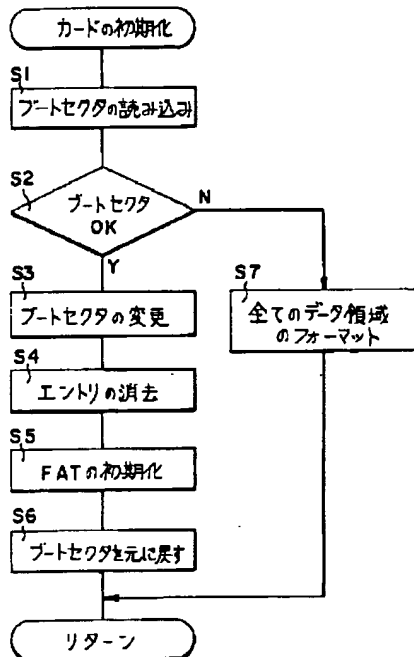 カードの初期化
S1
ブートセクタの読み込み
S2
ブートセクタ
OK
N
Y
S3
ブートセクタの変更
S7
全てのデータ領域
のフォーマット
S4
エントリの消去
S5
FATの初期化
S6
ブートセクタを元に戻す
リターン